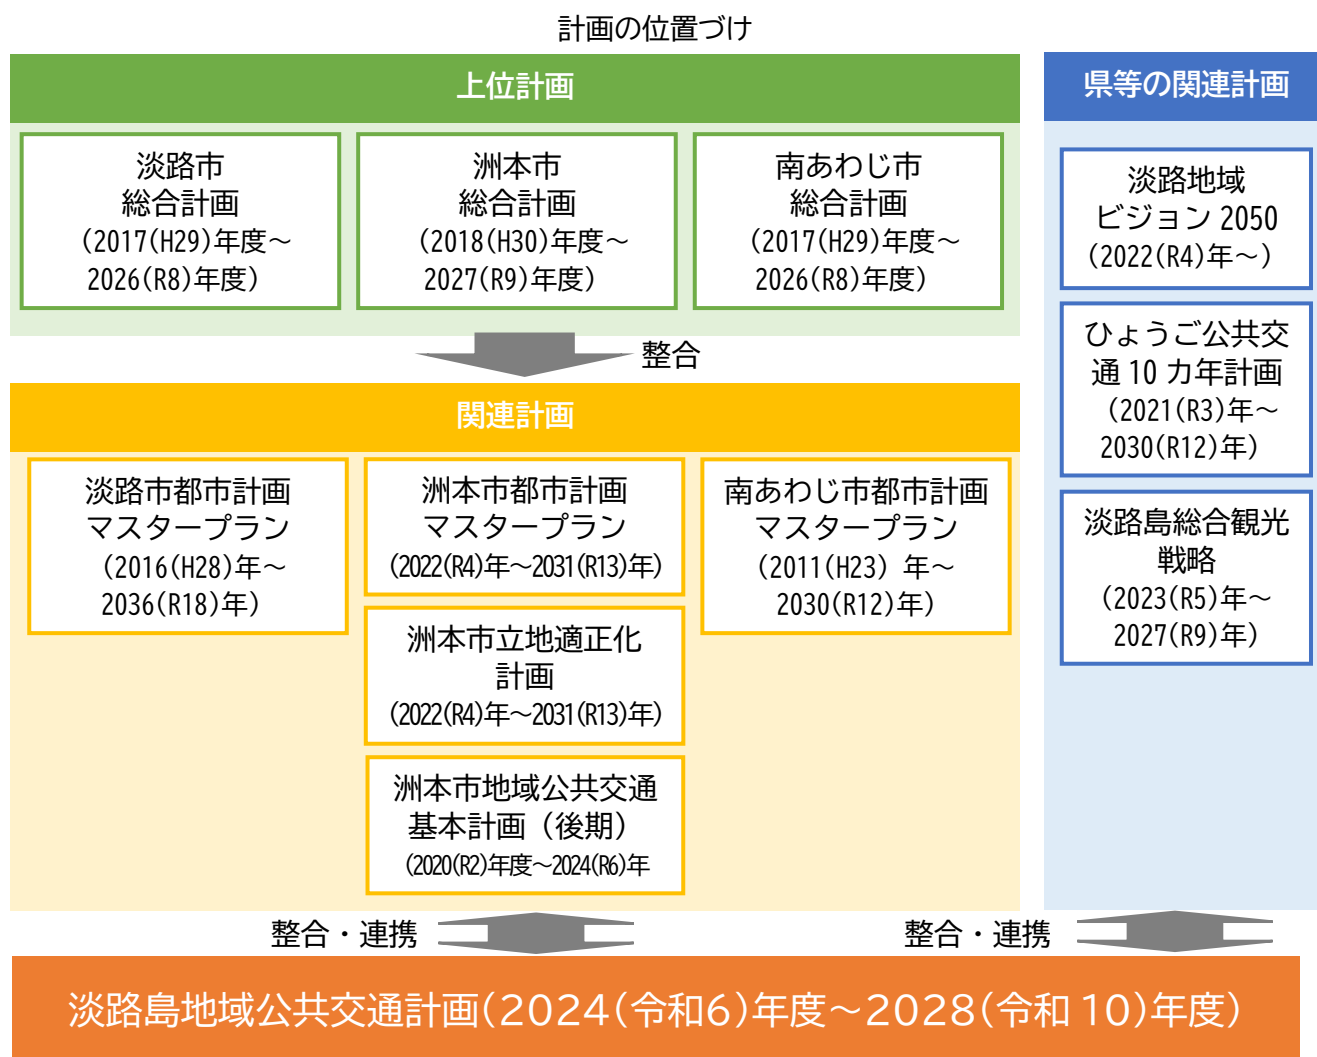 計画の位置づけ
上位計画
淡路市
総合計画
（2017(H29)年度～
2026(R8)年度）
洲本市
総合計画
（2018(H30)年度～
2027(R9)年度）
南あわじ市
総合計画
（2017(H29)年度～
2026(R8)年度）
整合
関連計画
淡路市都市計画
マスタープラン
（2016(H28)年～
2036(R18)年）
洲本市都市計画
マスタープラン
（2022(R4)年～2031(R13)年）
洲本市立地適正化
計画
（2022(R4)年～2031(R13)年）
洲本市地域公共交通
基本計画（後期）
（2020(R2)年度～2024(R6)年
南あわじ市都市計画
マスタープラン
（2011(H23) 年～
2030(R12)年）
県等の関連計画
淡路地域
ビジョン 2050
（2022(R4)年～）
ひょうご公共交
通 10 カ年計画
（2021(R3)年～
2030(R12)年）
淡路島総合観光
戦略
（2023(R5)年～
2027(R9)年）
整合・連携
整合・連携
淡路島地域公共交通計画(2024(令和6)年度～2028(令和 10)年度)